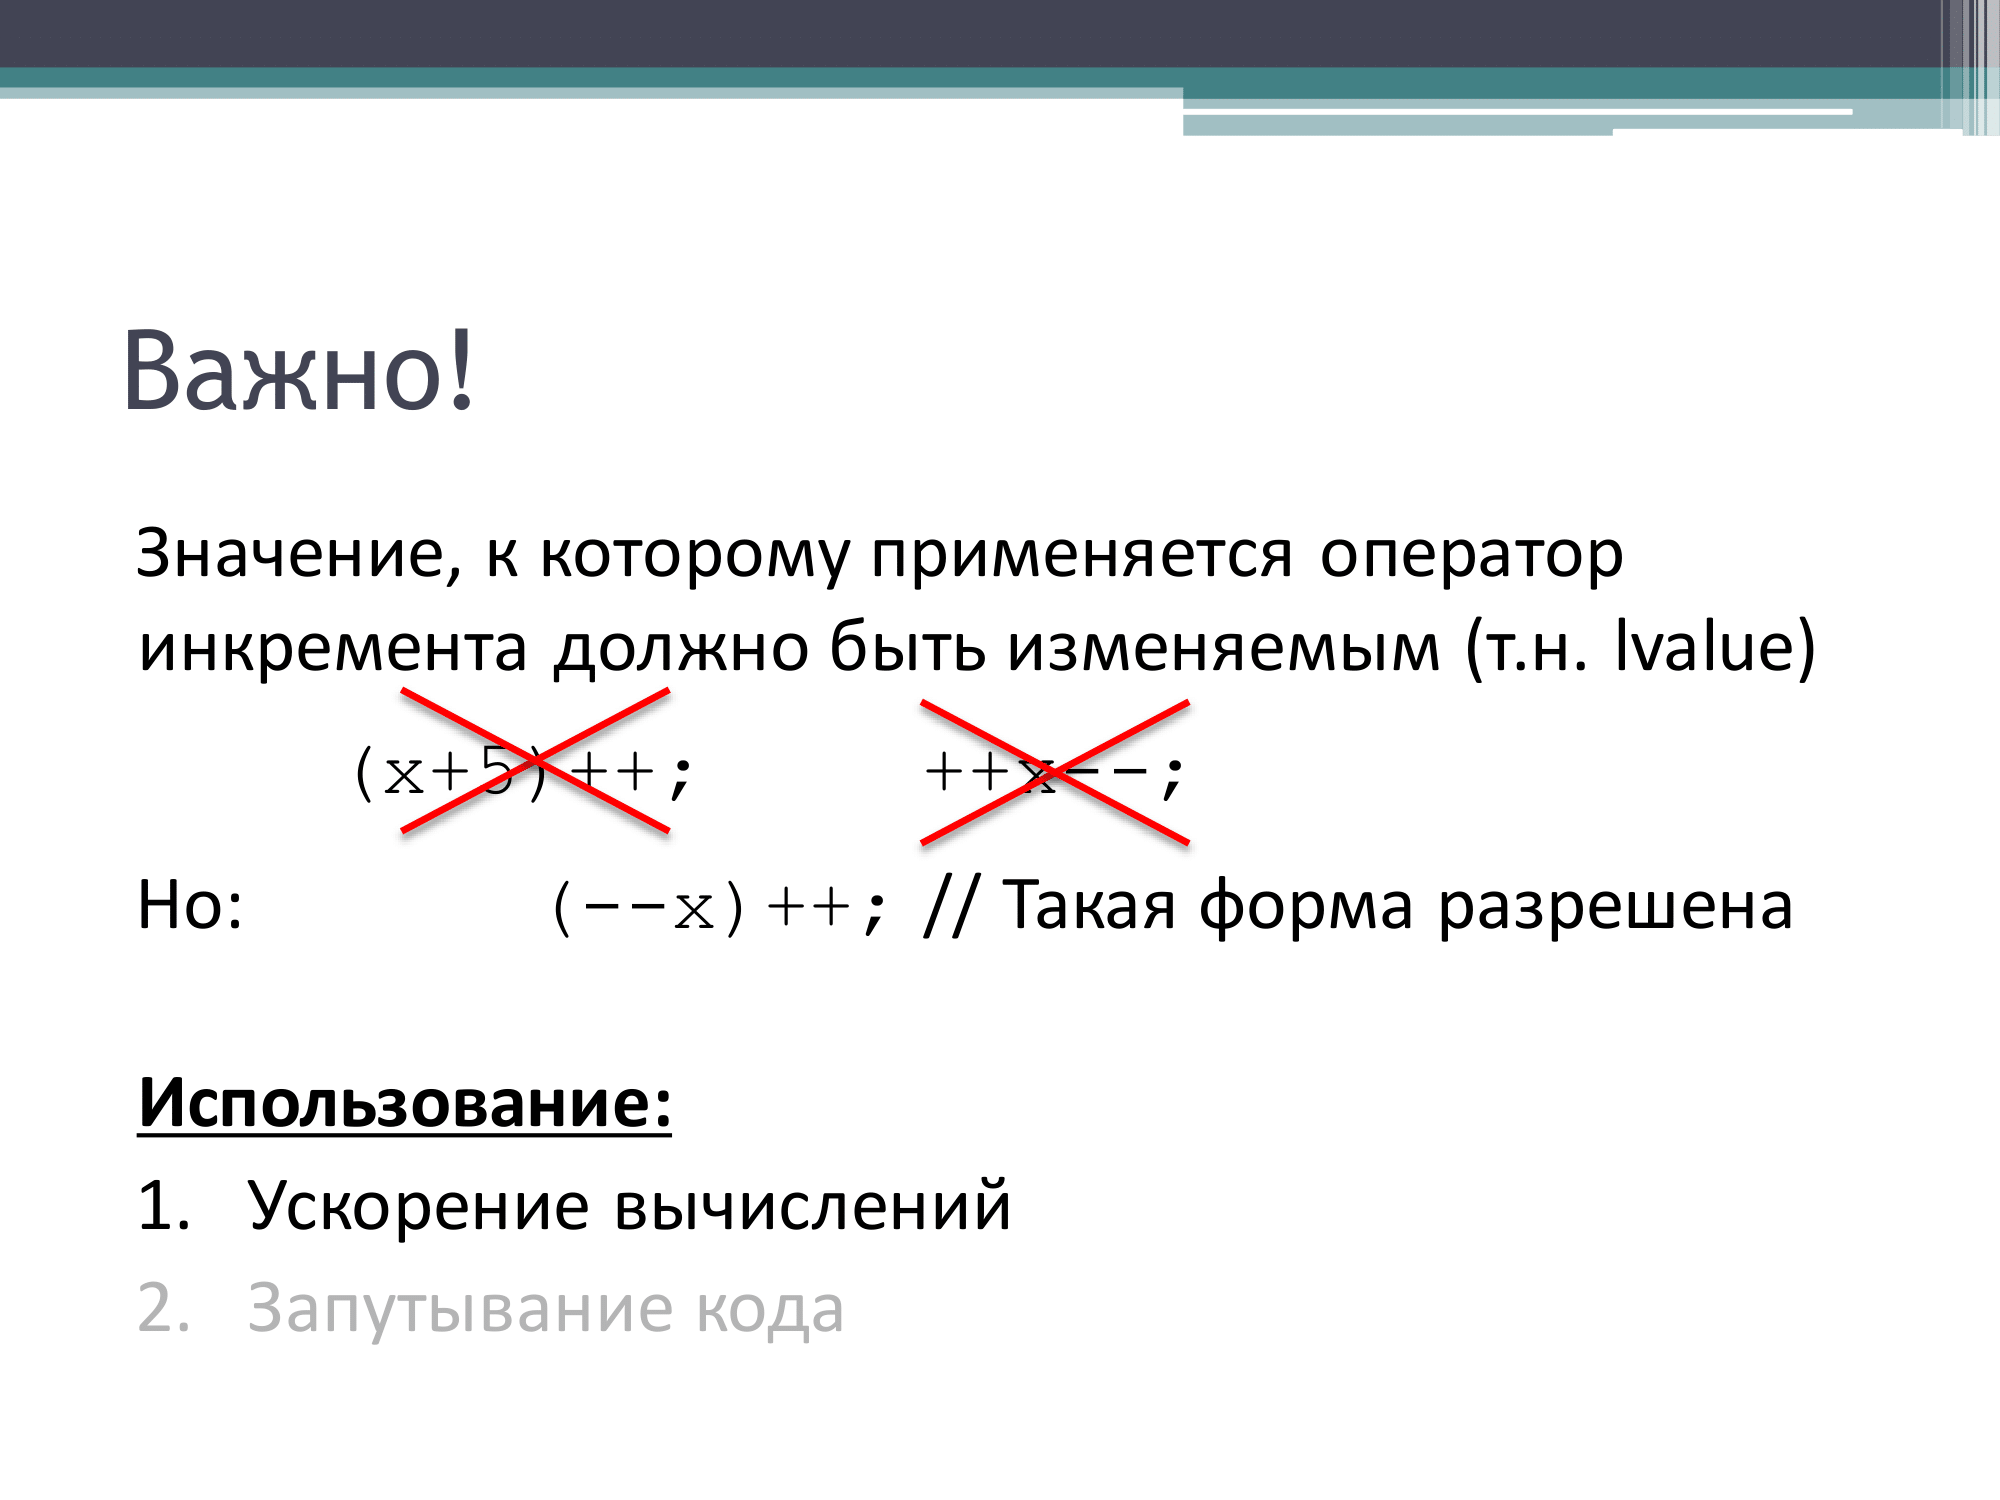 Важно!
Значение, к которому применяется оператор
инкремента должно быть изменяемым (т.н. lvalue)
(x+5)++; ++x--;
Но: (--x)++; // Такая форма разрешена
Использование:
1. Ускорение вычислений
2. Запутывание кода